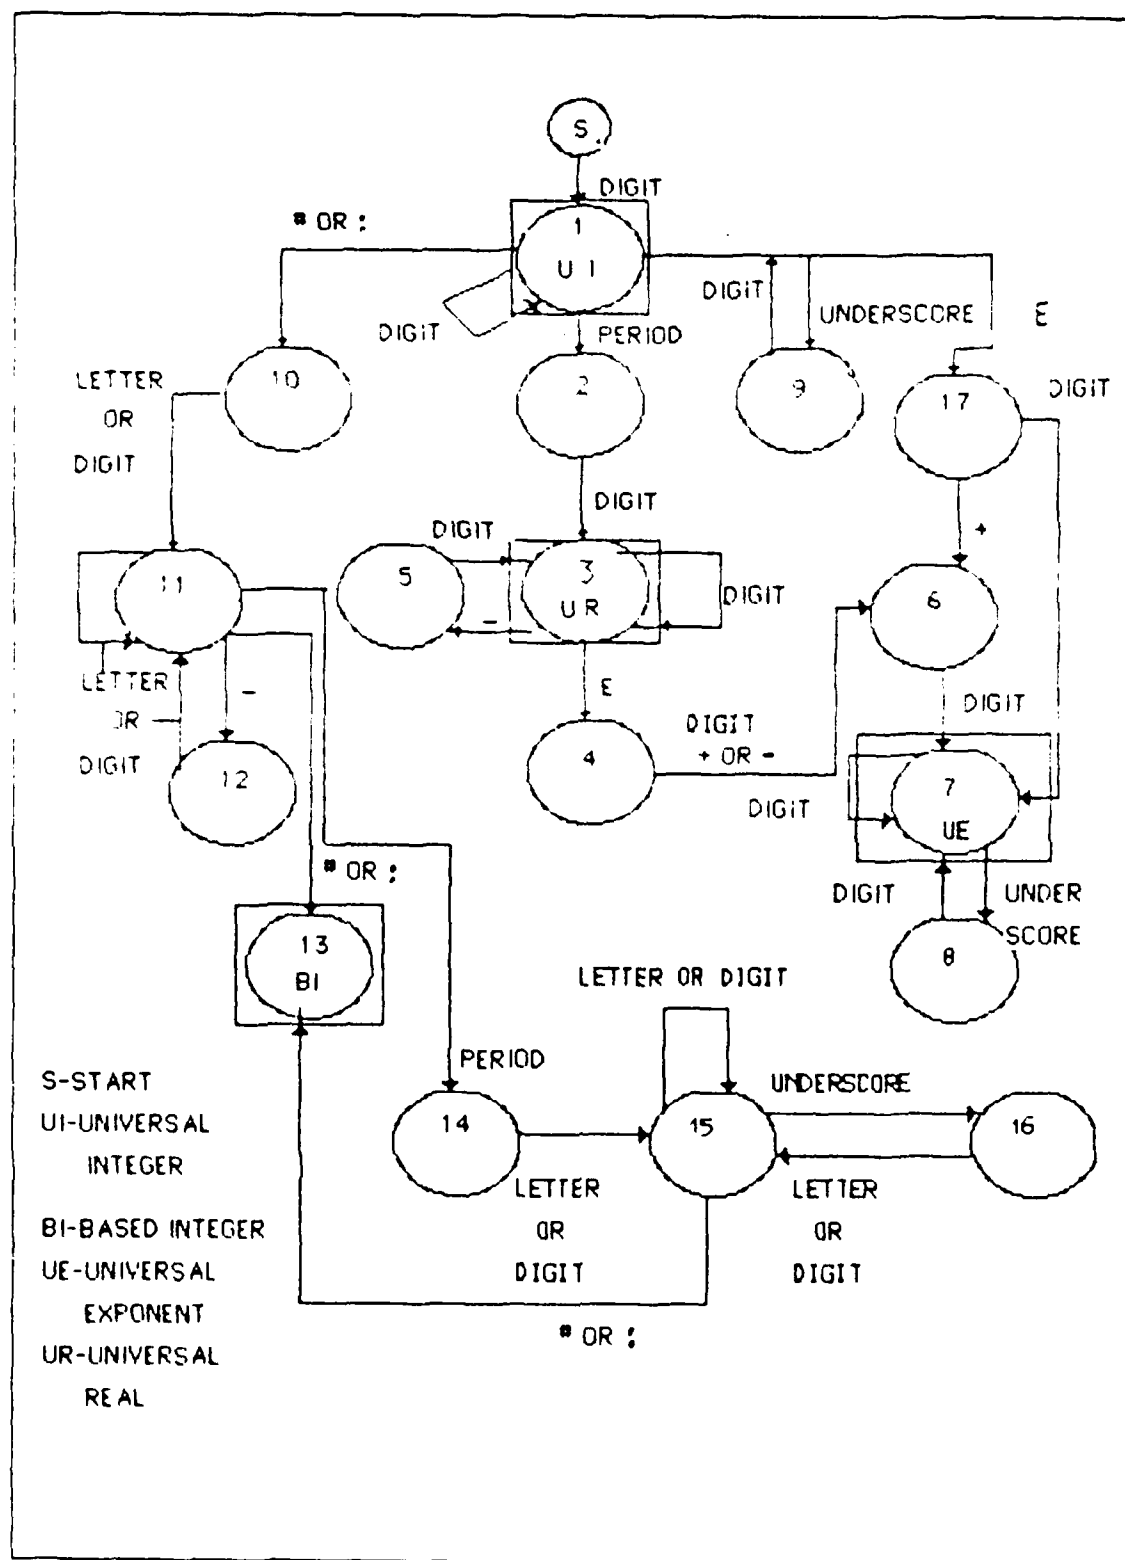 S
DIGIT
# OR :
1
U I
DIGIT
PERIOD
DIGIT
UNDERSCORE
E
10
2
9
17
DIGIT
LETTER
OR
DIGIT
DIGIT
+
DIGIT
11
5
3
UR
DIGIT
6
-
LETTER
OR
DIGIT
-
12
E
4
DIGIT
+ OR -
DIGIT
DIGIT
7
UE
# OR :
DIGIT
UNDER
SCORE
8
13
BI
LETTER OR DIGIT
PERIOD
UNDERSCORE
14
15
16
LETTER
OR
DIGIT
LETTER
OR
DIGIT
# OR :
S-START
UI-UNIVERSAL
INTEGER
BI-BASED INTEGER
UE-UNIVERSAL
EXPONENT
UR-UNIVERSAL
REAL